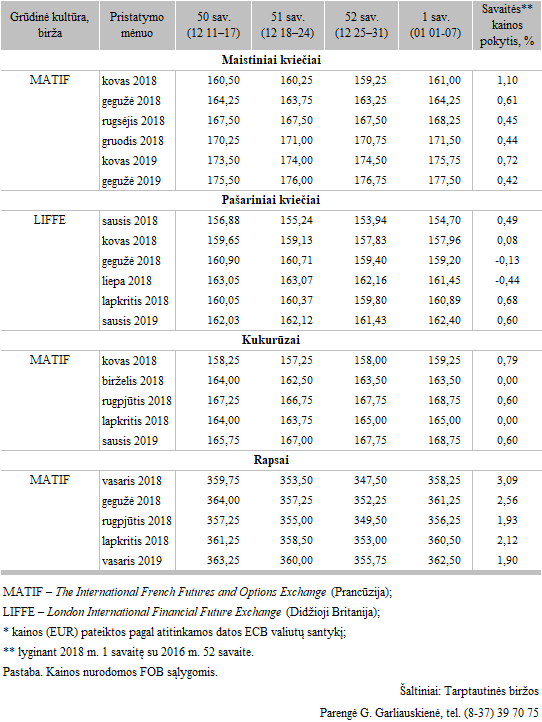 Grūdinė kultūra, Pristatymo 50 sav. 51 sav. 52 sav. 1 sav. Savaitės**
birža mėnuo (12 11–17) (12 18–24) (12 25–31) (01 01-07) kainos
pokytis, %
Maistiniai kviečiai
MATIF kovas 2018 160,50 160,25 159,25 161,00 1,10
gegužė 2018 164,25 163,75 163,25 164,25 0,61
rugsėjis 2018 167,50 167,50 167,50 168,25 0,45
gruodis 2018 170,25 171,00 170,75 171,50 0,44
kovas 2019 173,50 174,00 174,50 175,75 0,72
gegužė 2019 175,50 176,00 176,75 177,50 0,42
Pašariniai kviečiai
LIFFE sausis 2018 156,88 155,24 153,94 154,70 0,49
kovas 2018 159,65 159,13 157,83 157,96 0,08
gegužė 2018 160,90 160,71 159,40 159,20 -0,13
liepa 2018 163,05 163,07 162,16 161,45 -0,44
lapkritis 2018 160,05 160,37 159,80 160,89 0,68
sausis 2019 162,03 162,12 161,43 162,40 0,60
Kukurūzai
MATIF kovas 2018 158,25 157,25 158,00 159,25 0,79
birželis 2018 164,00 162,50 163,50 163,50 0,00
rugpjūtis 2018 167,25 166,75 167,75 168,75 0,60
lapkritis 2018 164,00 163,75 165,00 165,00 0,00
sausis 2019 165,75 167,00 167,75 168,75 0,60
Rapsai
MATIF vasaris 2018 359,75 353,50 347,50 358,25 3,09
gegužė 2018 364,00 357,25 352,25 361,25 2,56
rugpjūtis 2018 357,25 355,00 349,50 356,25 1,93
lapkritis 2018 361,25 358,50 353,00 360,50 2,12
vasaris 2019 363,25 360,00 355,75 362,50 1,90
MATIF – The International French Futures and Options Exchange (Prancūzija);
LIFFE – London International Financial Future Exchange (Didžioji Britanija);
* kainos (EUR) pateiktos pagal atitinkamos datos ECB valiutų santykį;
** lyginant 2018 m. 1 savaitę su 2016 m. 52 savaite.
Pastaba. Kainos nurodomos FOB sąlygomis.
Šaltiniai: Tarptautinės biržos
Parengė G. Garliauskienė, tel. (8-37) 39 70 75